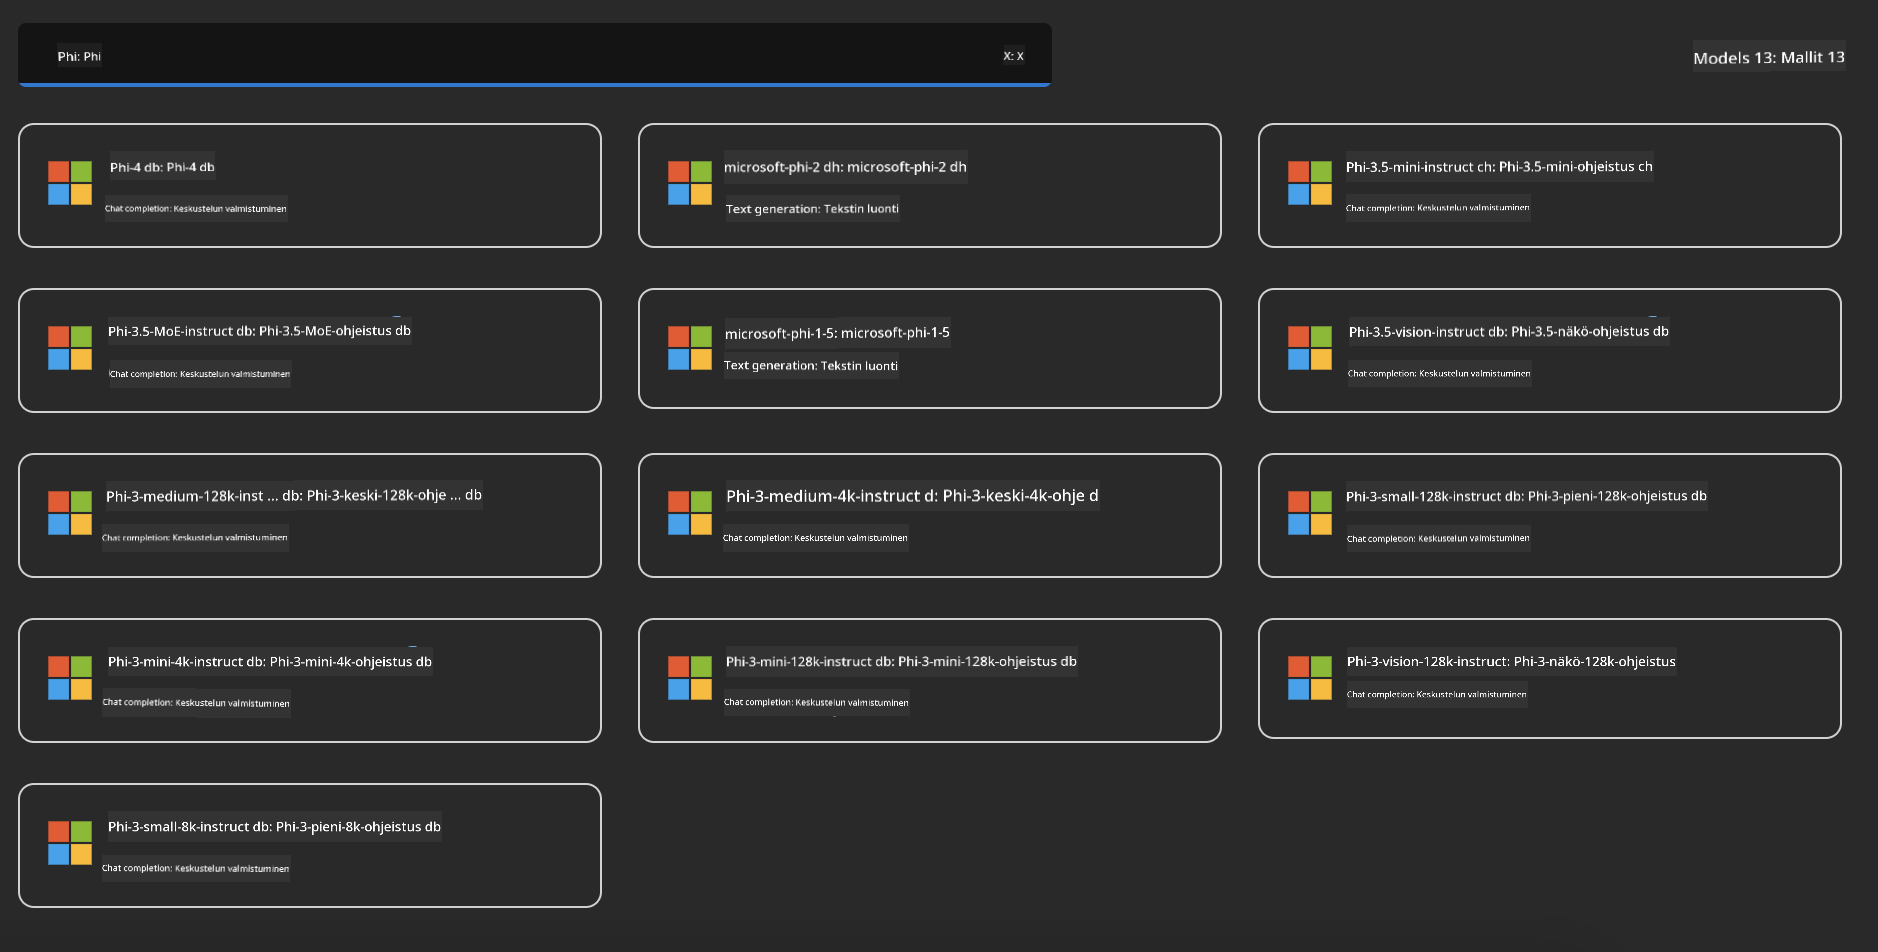 Phi: Phi
X: X
Models 13: Mallit 13
Phi-4 db: Phi-4 db
Chat completion: Keskustelun valmistuminen
microsoft-phi-2 dh: microsoft-phi-2 dh
Text generation: Tekstin luonti
Phi-3.5-mini-instruct ch: Phi-3.5-mini-ohjeistus ch
Chat completion: Keskustelun valmistuminen
Phi-3.5-MoE-instruct db: Phi-3.5-MoE-ohjeistus db
Chat completion: Keskustelun valmistuminen
microsoft-phi-1-5: microsoft-phi-1-5
Text generation: Tekstin luonti
Phi-3.5-vision-instruct db: Phi-3.5-näkö-ohjeistus db
Chat completion: Keskustelun valmistuminen
Phi-3-medium-128k-inst ... db: Phi-3-keski-128k-ohje ... db
Chat completion: Keskustelun valmistuminen
Phi-3-medium-4k-instruct d: Phi-3-keski-4k-ohje d
Chat completion: Keskustelun valmistuminen
Phi-3-small-128k-instruct db: Phi-3-pieni-128k-ohjeistus db
Chat completion: Keskustelun valmistuminen
Phi-3-mini-4k-instruct db: Phi-3-mini-4k-ohjeistus db
Chat completion: Keskustelun valmistuminen
Phi-3-mini-128k-instruct db: Phi-3-mini-128k-ohjeistus db
Chat completion: Keskustelun valmistuminen
Phi-3-vision-128k-instruct: Phi-3-näkö-128k-ohjeistus
Chat completion: Keskustelun valmistuminen
Phi-3-small-8k-instruct db: Phi-3-pieni-8k-ohjeistus db
Chat completion: Keskustelun valmistuminen